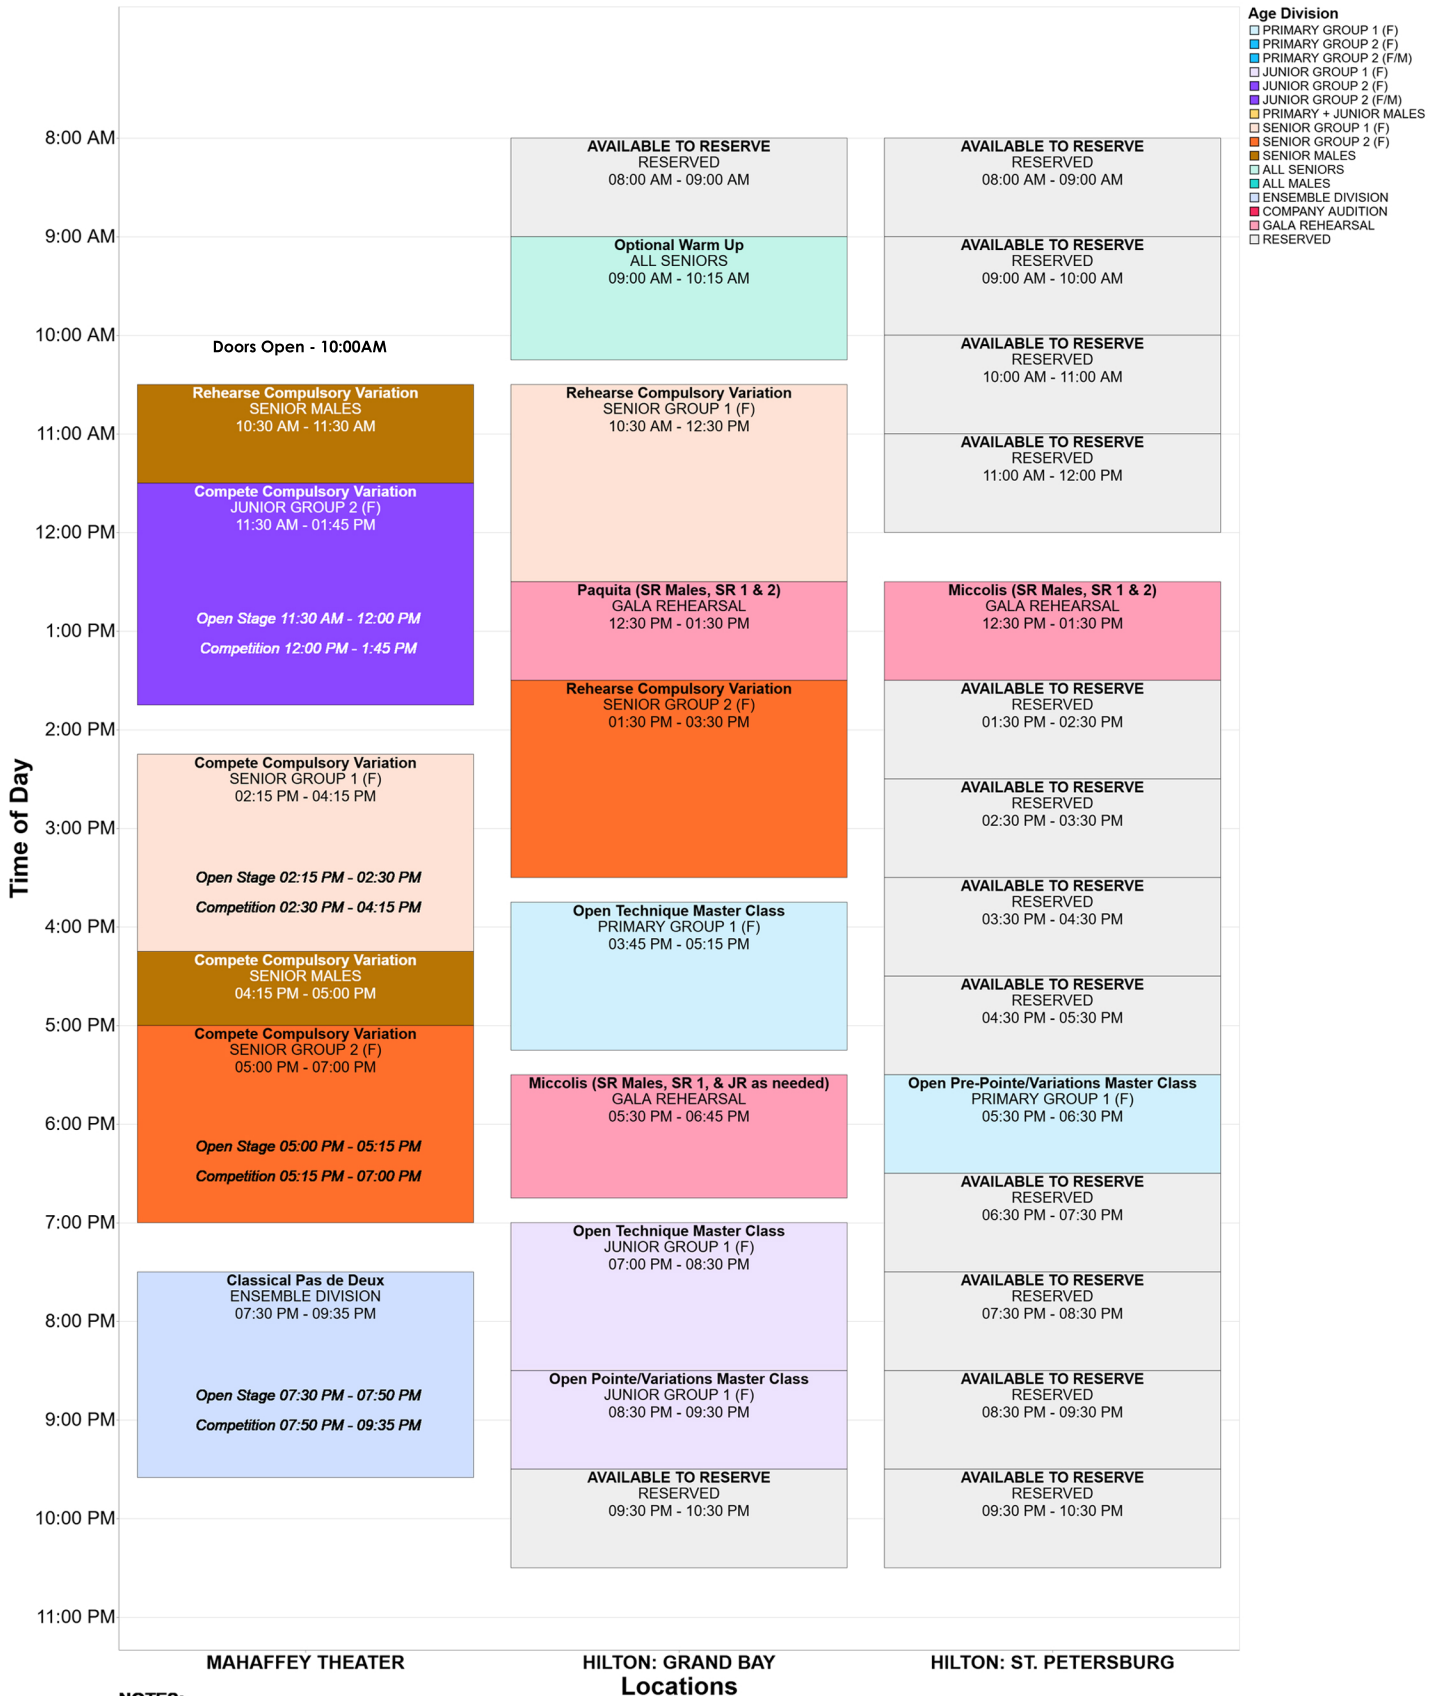 Age Division
PRIMARY GROUP 1 (F)
PRIMARY GROUP 2 (F)
PRIMARY GROUP 2 (F/M)
JUNIOR GROUP 1 (F)
JUNIOR GROUP 2 (F)
JUNIOR GROUP 2 (F/M)
PRIMARY + JUNIOR MALES
SENIOR GROUP 1 (F)
SENIOR GROUP 2 (F)
SENIOR MALES
ALL SENIORS
ALL MALES
ENSEMBLE DIVISION
COMPANY AUDITION
GALA REHEARSAL
RESERVED
Time of Day
8:00 AM
9:00 AM
10:00 AM
11:00 AM
12:00 PM
1:00 PM
2:00 PM
3:00 PM
4:00 PM
5:00 PM
6:00 PM
7:00 PM
8:00 PM
9:00 PM
10:00 PM
11:00 PM
Doors Open - 10:00AM
Rehearse Compulsory Variation
SENIOR MALES
10:30 AM - 11:30 AM
Compete Compulsory Variation
JUNIOR GROUP 2 (F)
11:30 AM - 01:45 PM
Open Stage 11:30 AM - 12:00 PM
Competition 12:00 PM - 1:45 PM
Compete Compulsory Variation
SENIOR GROUP 1 (F)
02:15 PM - 04:15 PM
Open Stage 02:15 PM - 02:30 PM
Competition 02:30 PM - 04:15 PM
Compete Compulsory Variation
SENIOR MALES
04:15 PM - 05:00 PM
Compete Compulsory Variation
SENIOR GROUP 2 (F)
05:00 PM - 07:00 PM
Open Stage 05:00 PM - 05:15 PM
Competition 05:15 PM - 07:00 PM
Classical Pas de Deux
ENSEMBLE DIVISION
07:30 PM - 09:35 PM
Open Stage 07:30 PM - 07:50 PM
Competition 07:50 PM - 09:35 PM
MAHAFFEY THEATER
AVAILABLE TO RESERVE
RESERVED
08:00 AM - 09:00 AM
Optional Warm Up
ALL SENIORS
09:00 AM - 10:15 AM
Rehearse Compulsory Variation
SENIOR GROUP 1 (F)
10:30 AM - 12:30 PM
Paquita (SR Males, SR 1 & 2)
GALA REHEARSAL
12:30 PM - 01:30 PM
Rehearse Compulsory Variation
SENIOR GROUP 2 (F)
01:30 PM - 03:30 PM
Open Technique Master Class
PRIMARY GROUP 1 (F)
03:45 PM - 05:15 PM
Miccolis (SR Males, SR 1, & JR as needed)
GALA REHEARSAL
05:30 PM - 06:45 PM
Open Technique Master Class
JUNIOR GROUP 1 (F)
07:00 PM - 08:30 PM
Open Pointe/Variations Master Class
JUNIOR GROUP 1 (F)
08:30 PM - 09:30 PM
AVAILABLE TO RESERVE
RESERVED
09:30 PM - 10:30 PM
HILTON: GRAND BAY
AVAILABLE TO RESERVE
RESERVED
08:00 AM - 09:00 AM
AVAILABLE TO RESERVE
RESERVED
09:00 AM - 10:00 AM
AVAILABLE TO RESERVE
RESERVED
10:00 AM - 11:00 AM
AVAILABLE TO RESERVE
RESERVED
11:00 AM - 12:00 PM
Miccolis (SR Males, SR 1 & 2)
GALA REHEARSAL
12:30 PM - 01:30 PM
AVAILABLE TO RESERVE
RESERVED
01:30 PM - 02:30 PM
AVAILABLE TO RESERVE
RESERVED
02:30 PM - 03:30 PM
AVAILABLE TO RESERVE
RESERVED
03:30 PM - 04:30 PM
AVAILABLE TO RESERVE
RESERVED
04:30 PM - 05:30 PM
Open Pre-Pointe/Variations Master Class
PRIMARY GROUP 1 (F)
05:30 PM - 06:30 PM
AVAILABLE TO RESERVE
RESERVED
06:30 PM - 07:30 PM
AVAILABLE TO RESERVE
RESERVED
07:30 PM - 08:30 PM
AVAILABLE TO RESERVE
RESERVED
08:30 PM - 09:30 PM
AVAILABLE TO RESERVE
RESERVED
09:30 PM - 10:30 PM
HILTON: ST. PETERSBURG
Locations
NOTES: